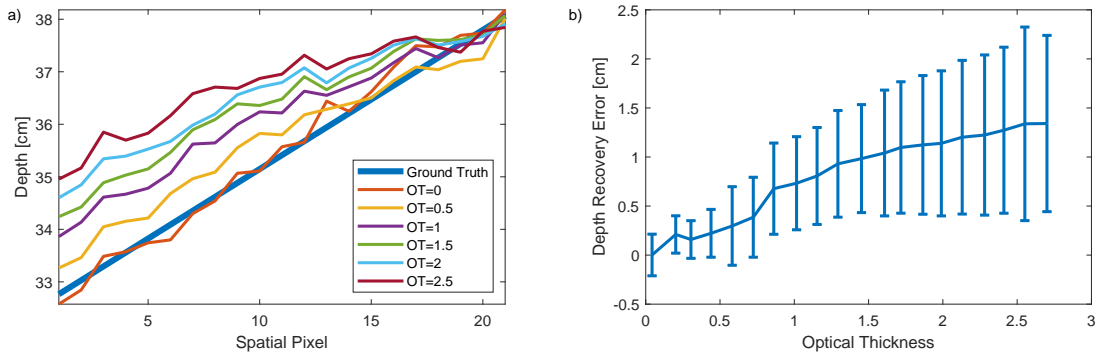 a)
Depth [cm]
38
37
36
35
34
33
5
10
15
20
Spatial Pixel
Ground Truth
OT=0
OT=0.5
OT=1
OT=1.5
OT=2
OT=2.5
b)
Depth Recovery Error [cm]
2.5
2
1.5
1
0.5
0
-0.5
0
0.5
1
1.5
2
2.5
3
Optical Thickness